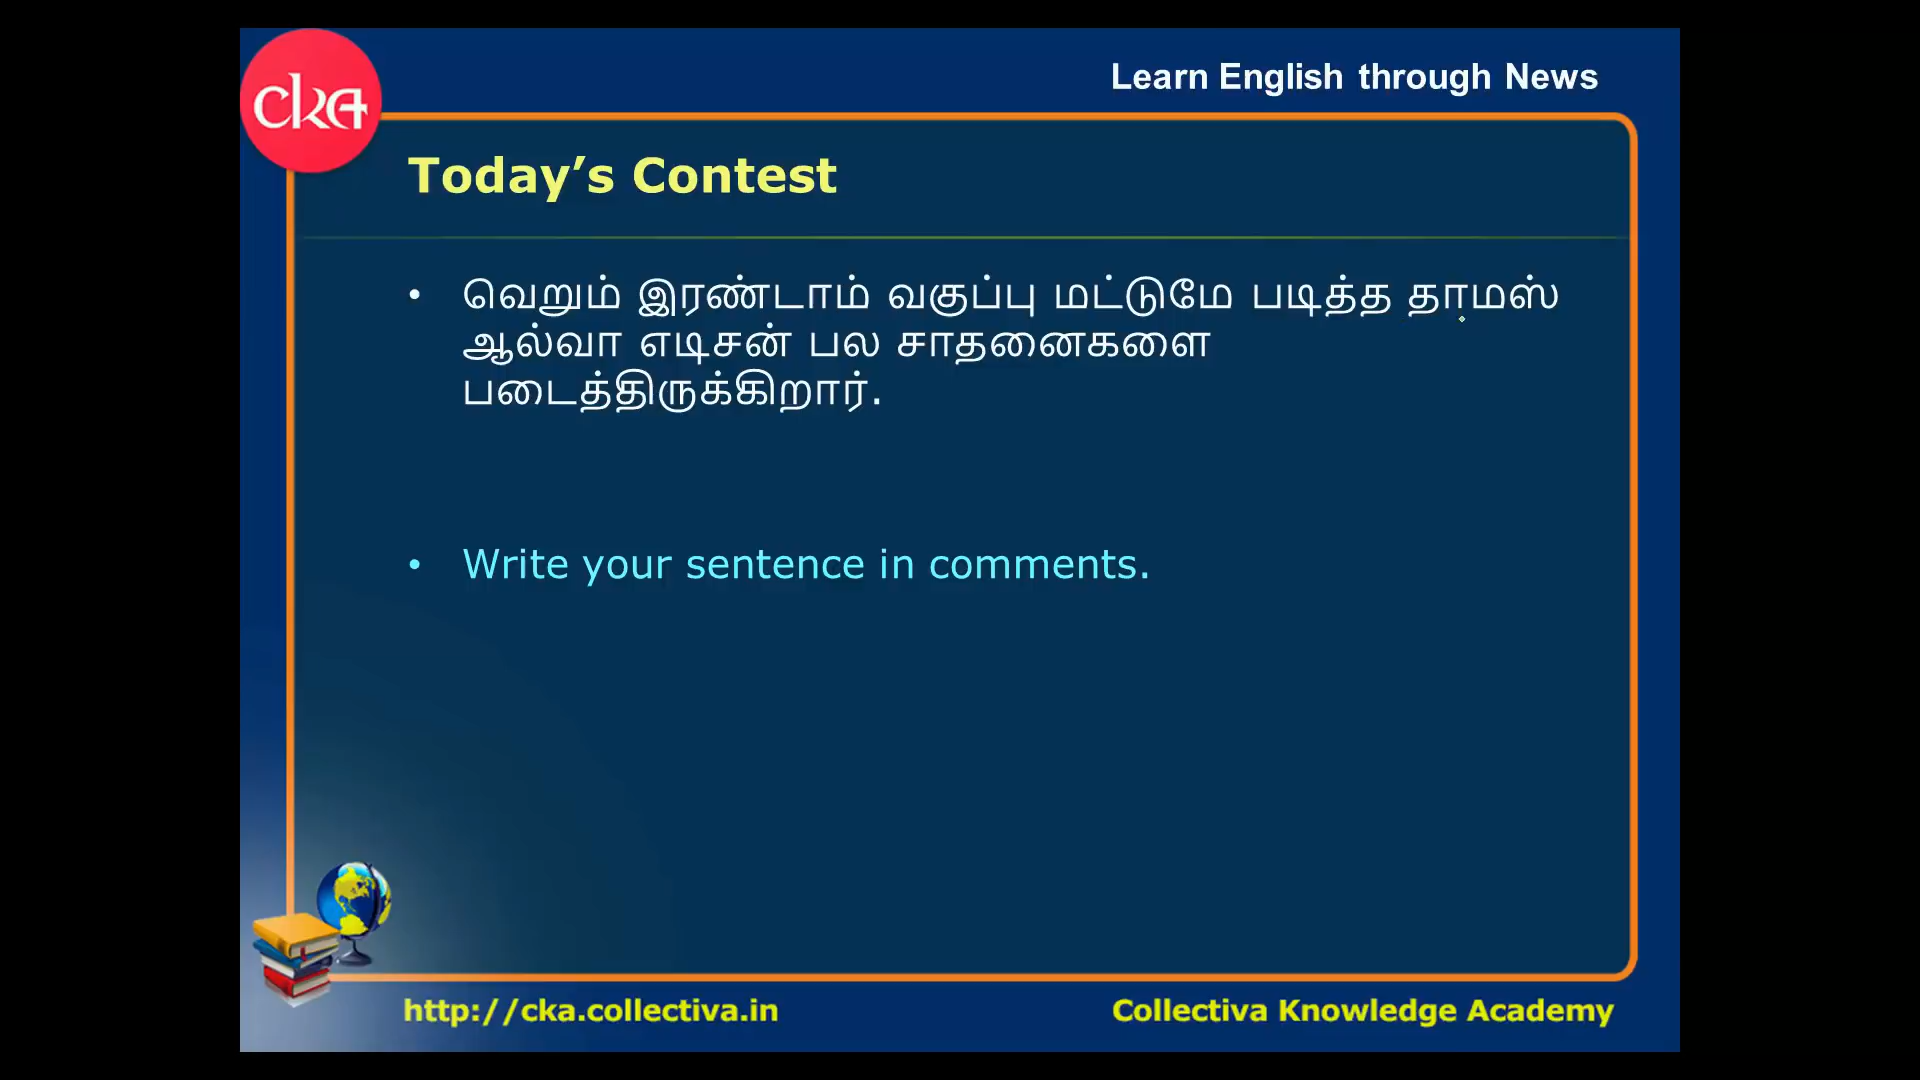 cka
Learn English through News
Today’s Contest
• வெறும் இரண்டாம் வகுப்பு மட்டுமே படித்த தாமஸ்
ஆல்வா எடிசன் பல சாதனைகளை
படைத்திருக்கிறார்.
• Write your sentence in comments.
http://cka.collectiva.in
Collectiva Knowledge Academy